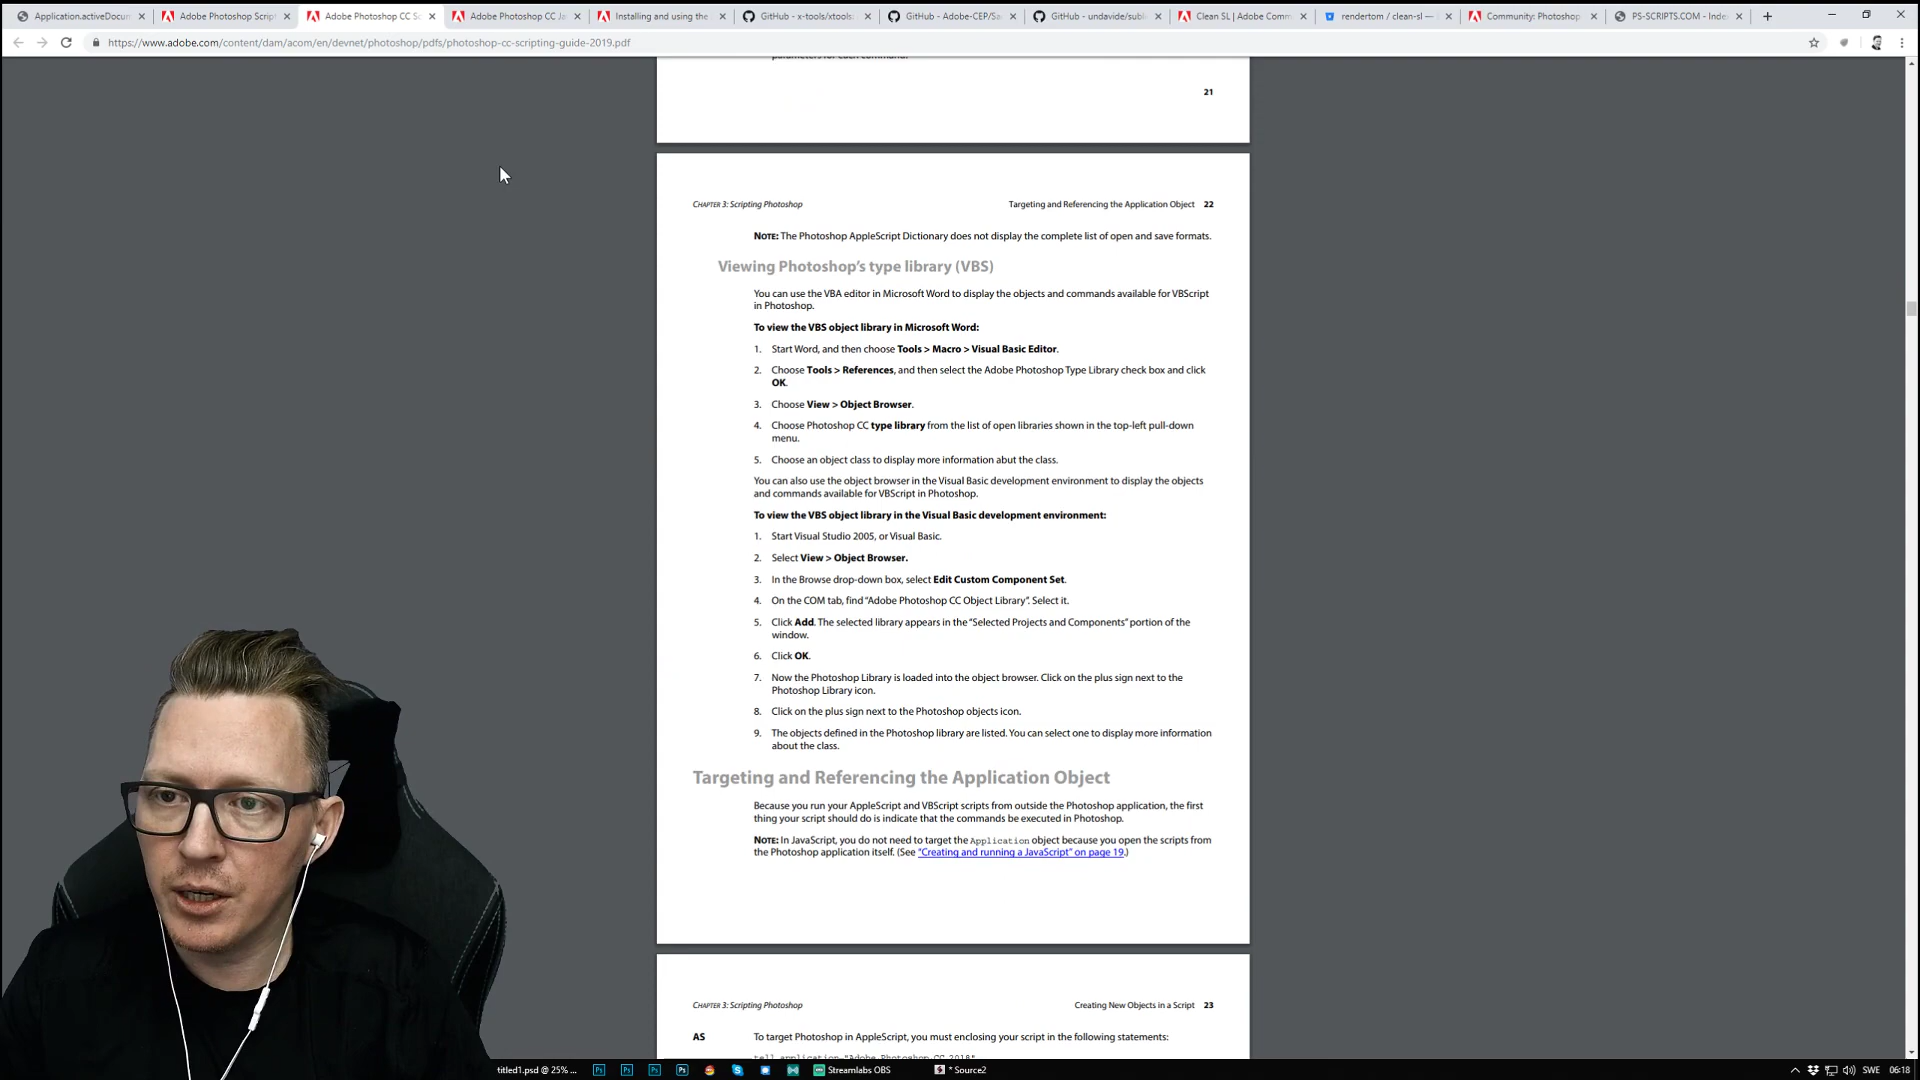 Application.activeDocum
Adobe Photoshop Script
Adobe Photoshop CC Sc
Adobe Photoshop CC Ja
Installing and using the
GitHub - x-tools/xtools:
GitHub - Adobe-CEP/Sa
GitHub - undavide/subl
Clean SL | Adobe Comm
rendertom / clean-sl —
Community: Photoshop
PS-SCRIPTS.COM - Inde
https://www.adobe.com/content/dam/acom/en/devnet/photoshop/pdfs/photoshop-cc-scripting-guide-2019.pdf
parameters for each command.
21
CHAPTER 3: Scripting Photoshop
Targeting and Referencing the Application Object 22
NOTE: The Photoshop AppleScript Dictionary does not display the complete list of open and save formats.
Viewing Photoshop’s type library (VBS)
You can use the VBA editor in Microsoft Word to display the objects and commands available for VBScript
in Photoshop.
To view the VBS object library in Microsoft Word:
1. Start Word, and then choose Tools > Macro > Visual Basic Editor.
2. Choose Tools > References, and then select the Adobe Photoshop Type Library check box and click
OK.
3. Choose View > Object Browser.
4. Choose Photoshop CC type library from the list of open libraries shown in the top-left pull-down
menu.
5. Choose an object class to display more information abut the class.
You can also use the object browser in the Visual Basic development environment to display the objects
and commands available for VBScript in Photoshop.
To view the VBS object library in the Visual Basic development environment:
1. Start Visual Studio 2005, or Visual Basic.
2. Select View > Object Browser.
3. In the Browse drop-down box, select Edit Custom Component Set.
4. On the COM tab, find “Adobe Photoshop CC Object Library”. Select it.
5. Click Add. The selected library appears in the “Selected Projects and Components” portion of the
window.
6. Click OK.
7. Now the Photoshop Library is loaded into the object browser. Click on the plus sign next to the
Photoshop Library icon.
8. Click on the plus sign next to the Photoshop objects icon.
9. The objects defined in the Photoshop library are listed. You can select one to display more information
about the class.
Targeting and Referencing the Application Object
Because you run your AppleScript and VBScript scripts from outside the Photoshop application, the first
thing your script should do is indicate that the commands be executed in Photoshop.
NOTE: In JavaScript, you do not need to target the Application object because you open the scripts from
the Photoshop application itself. (See “Creating and running a JavaScript” on page 19.)
CHAPTER 3: Scripting Photoshop
Creating New Objects in a Script 23
AS To target Photoshop in AppleScript, you must enclosing your script in the following statements:
tell application "Adobe Photoshop CC 2018"
titled1.psd @ 25% ...
Streamlabs OBS
* Source2
SWE
06:18